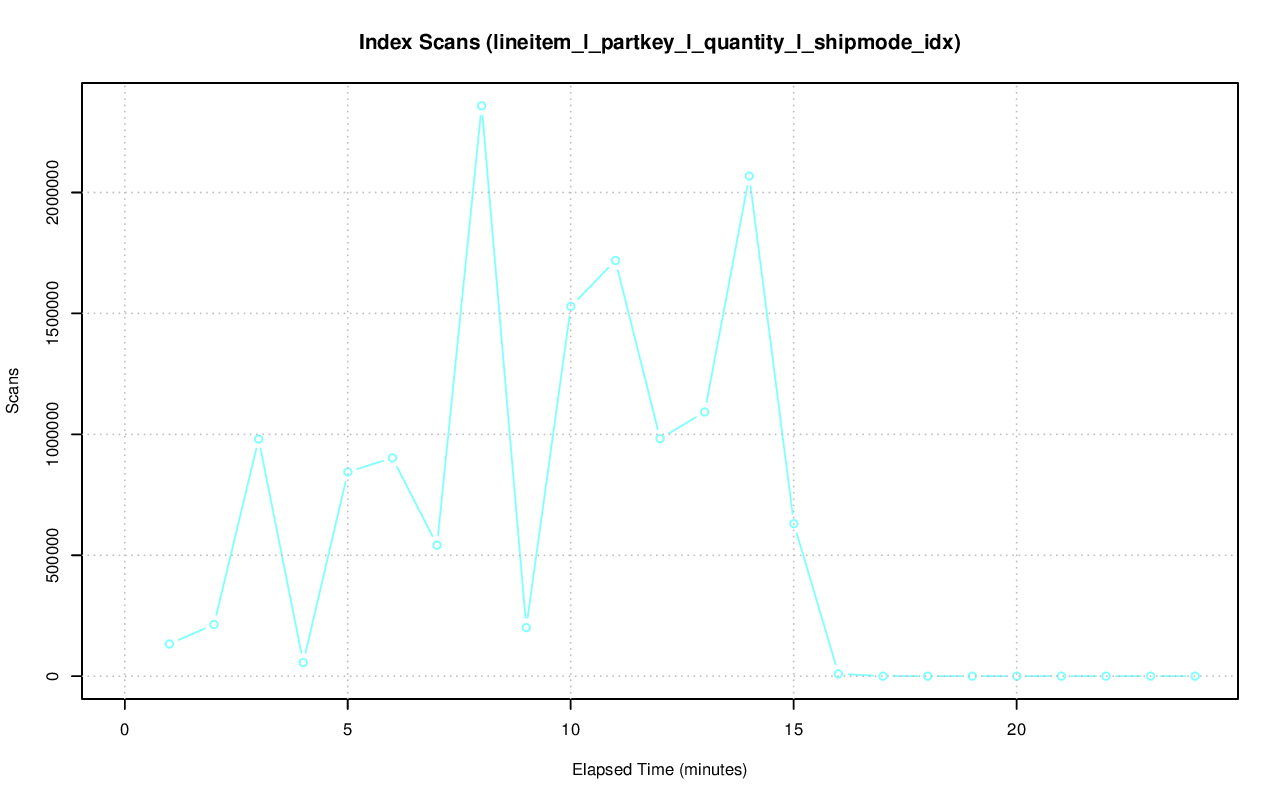 Index Scans (lineitem_l_partkey_l_quantity_l_shipmode_idx)
Scans
2000000
1500000
1000000
500000
0
0 5 10 15 20
Elapsed Time (minutes)